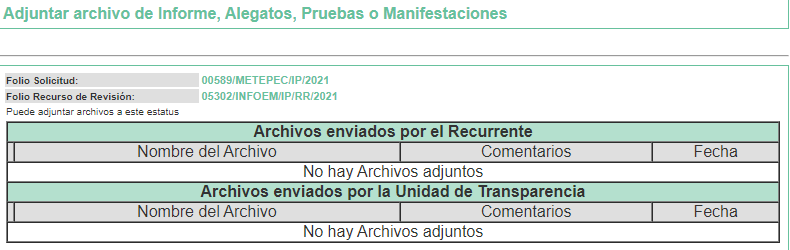 Adjuntar archivo de Informe, Alegatos, Pruebas o Manifestaciones
Folio Solicitud: 00589/METEPEC/IP/2021
Folio Recurso de Revisión: 05302/INFOEM/IP/RR/2021
Puede adjuntar archivos a este estatus
Archivos enviados por el Recurrente
Nombre del Archivo Comentarios Fecha
No hay Archivos adjuntos
Archivos enviados por la Unidad de Transparencia
Nombre del Archivo Comentarios Fecha
No hay Archivos adjuntos